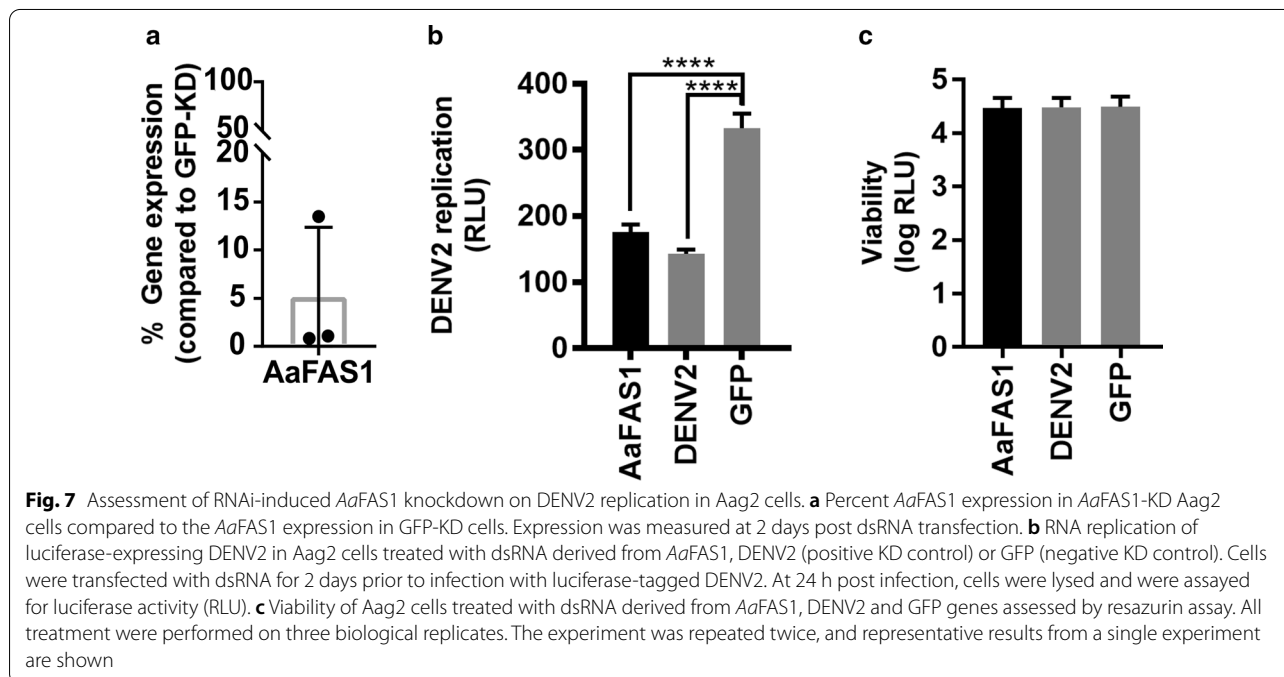 a
% Gene expression
(compared to GFP-KD)
100
50
20
15
10
5
0
AaFAS1
b
DENV2 replication
(RLU)
400
300
200
100
0
****
****
AaFAS1
DENV2
GFP
c
Viability
(log RLU)
5
4
3
2
1
0
AaFAS1
DENV2
GFP
Fig. 7 Assessment of RNAi-induced AaFAS1 knockdown on DENV2 replication in Aag2 cells. a Percent AaFAS1 expression in AaFAS1-KD Aag2
cells compared to the AaFAS1 expression in GFP-KD cells. Expression was measured at 2 days post dsRNA transfection. b RNA replication of
luciferase-expressing DENV2 in Aag2 cells treated with dsRNA derived from AaFAS1, DENV2 (positive KD control) or GFP (negative KD control). Cells
were transfected with dsRNA for 2 days prior to infection with luciferase-tagged DENV2. At 24 h post infection, cells were lysed and were assayed
for luciferase activity (RLU). c Viability of Aag2 cells treated with dsRNA derived from AaFAS1, DENV2 and GFP genes assessed by resazurin assay. All
treatment were performed on three biological replicates. The experiment was repeated twice, and representative results from a single experiment
are shown